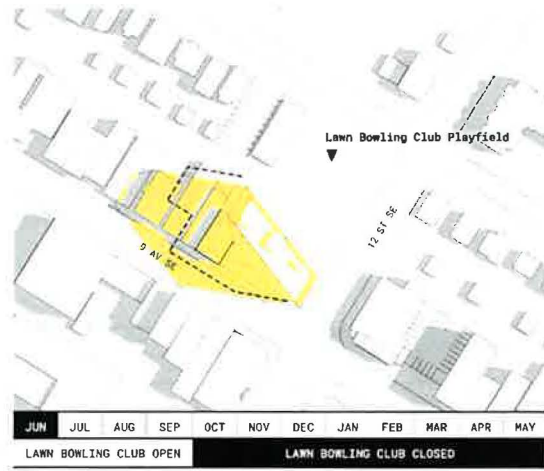 Lawn Bowling Club Playfield
12 ST SE
9 AV SE
JUN JUL AUG SEP OCT NOV DEC JAN FEB MAR APR MAY
LAWN BOWLING CLUB OPEN LAWN BOWLING CLUB CLOSED